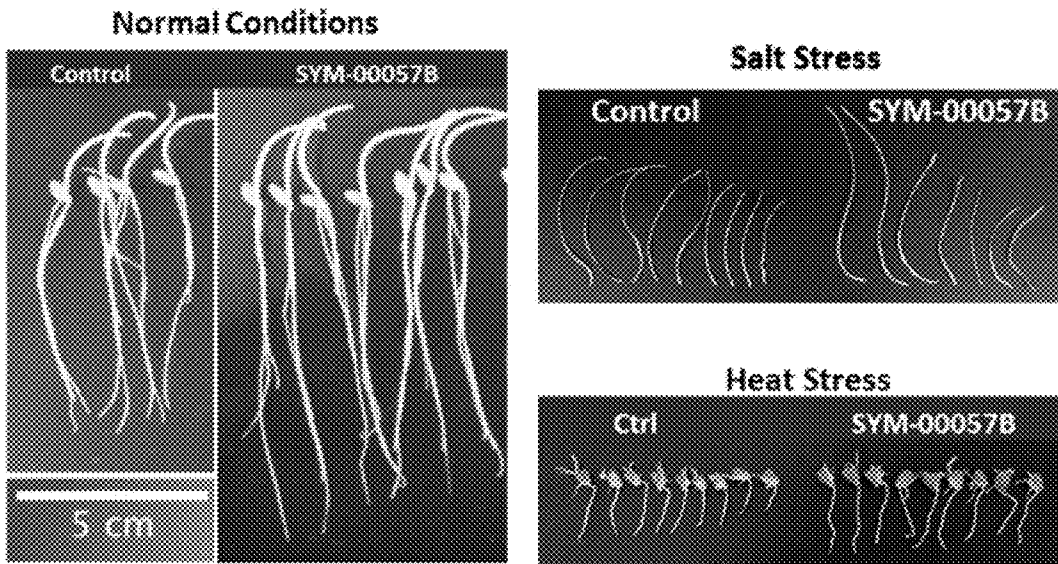 Normal Conditions
Control
SYM-00057B
5 cm
Salt Stress
Control
SYM-00057B
Heat Stress
Ctrl
SYM-00057B